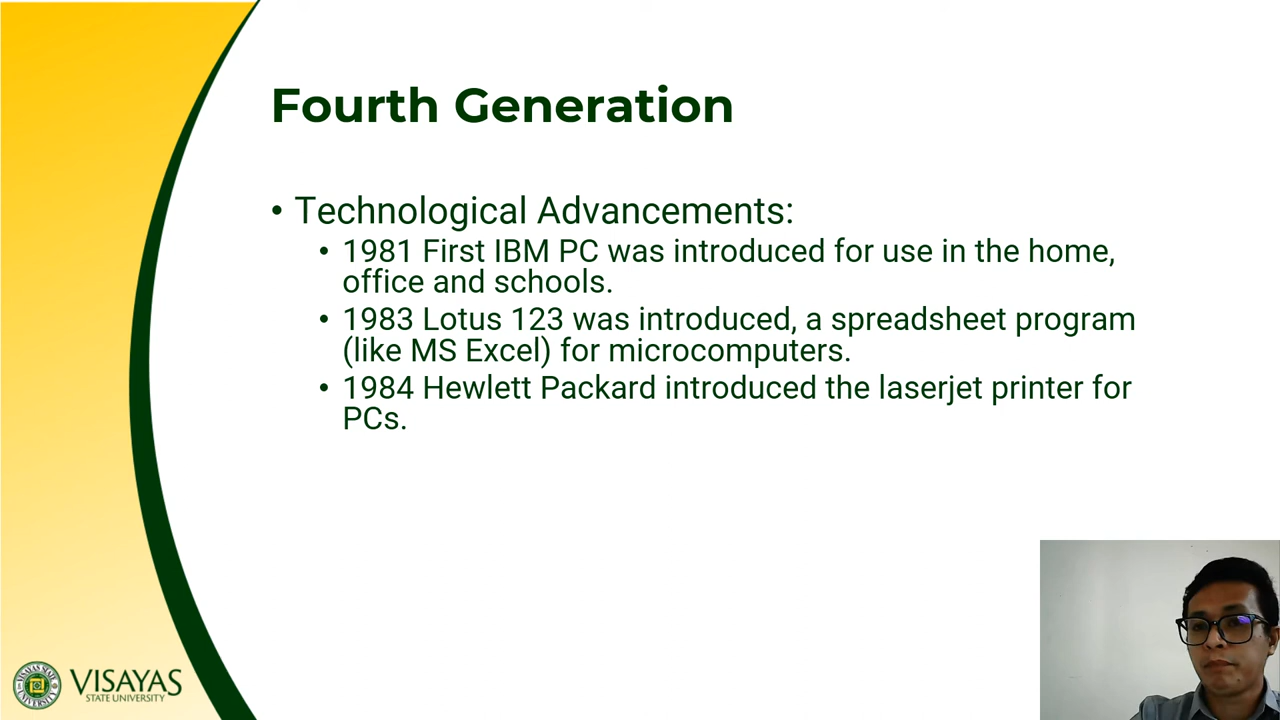 Fourth Generation
• Technological Advancements:
• 1981 First IBM PC was introduced for use in the home,
office and schools.
• 1983 Lotus 123 was introduced, a spreadsheet program
(like MS Excel) for microcomputers.
• 1984 Hewlett Packard introduced the laserjet printer for
PCs.
VISAYAS
STATE UNIVERSITY